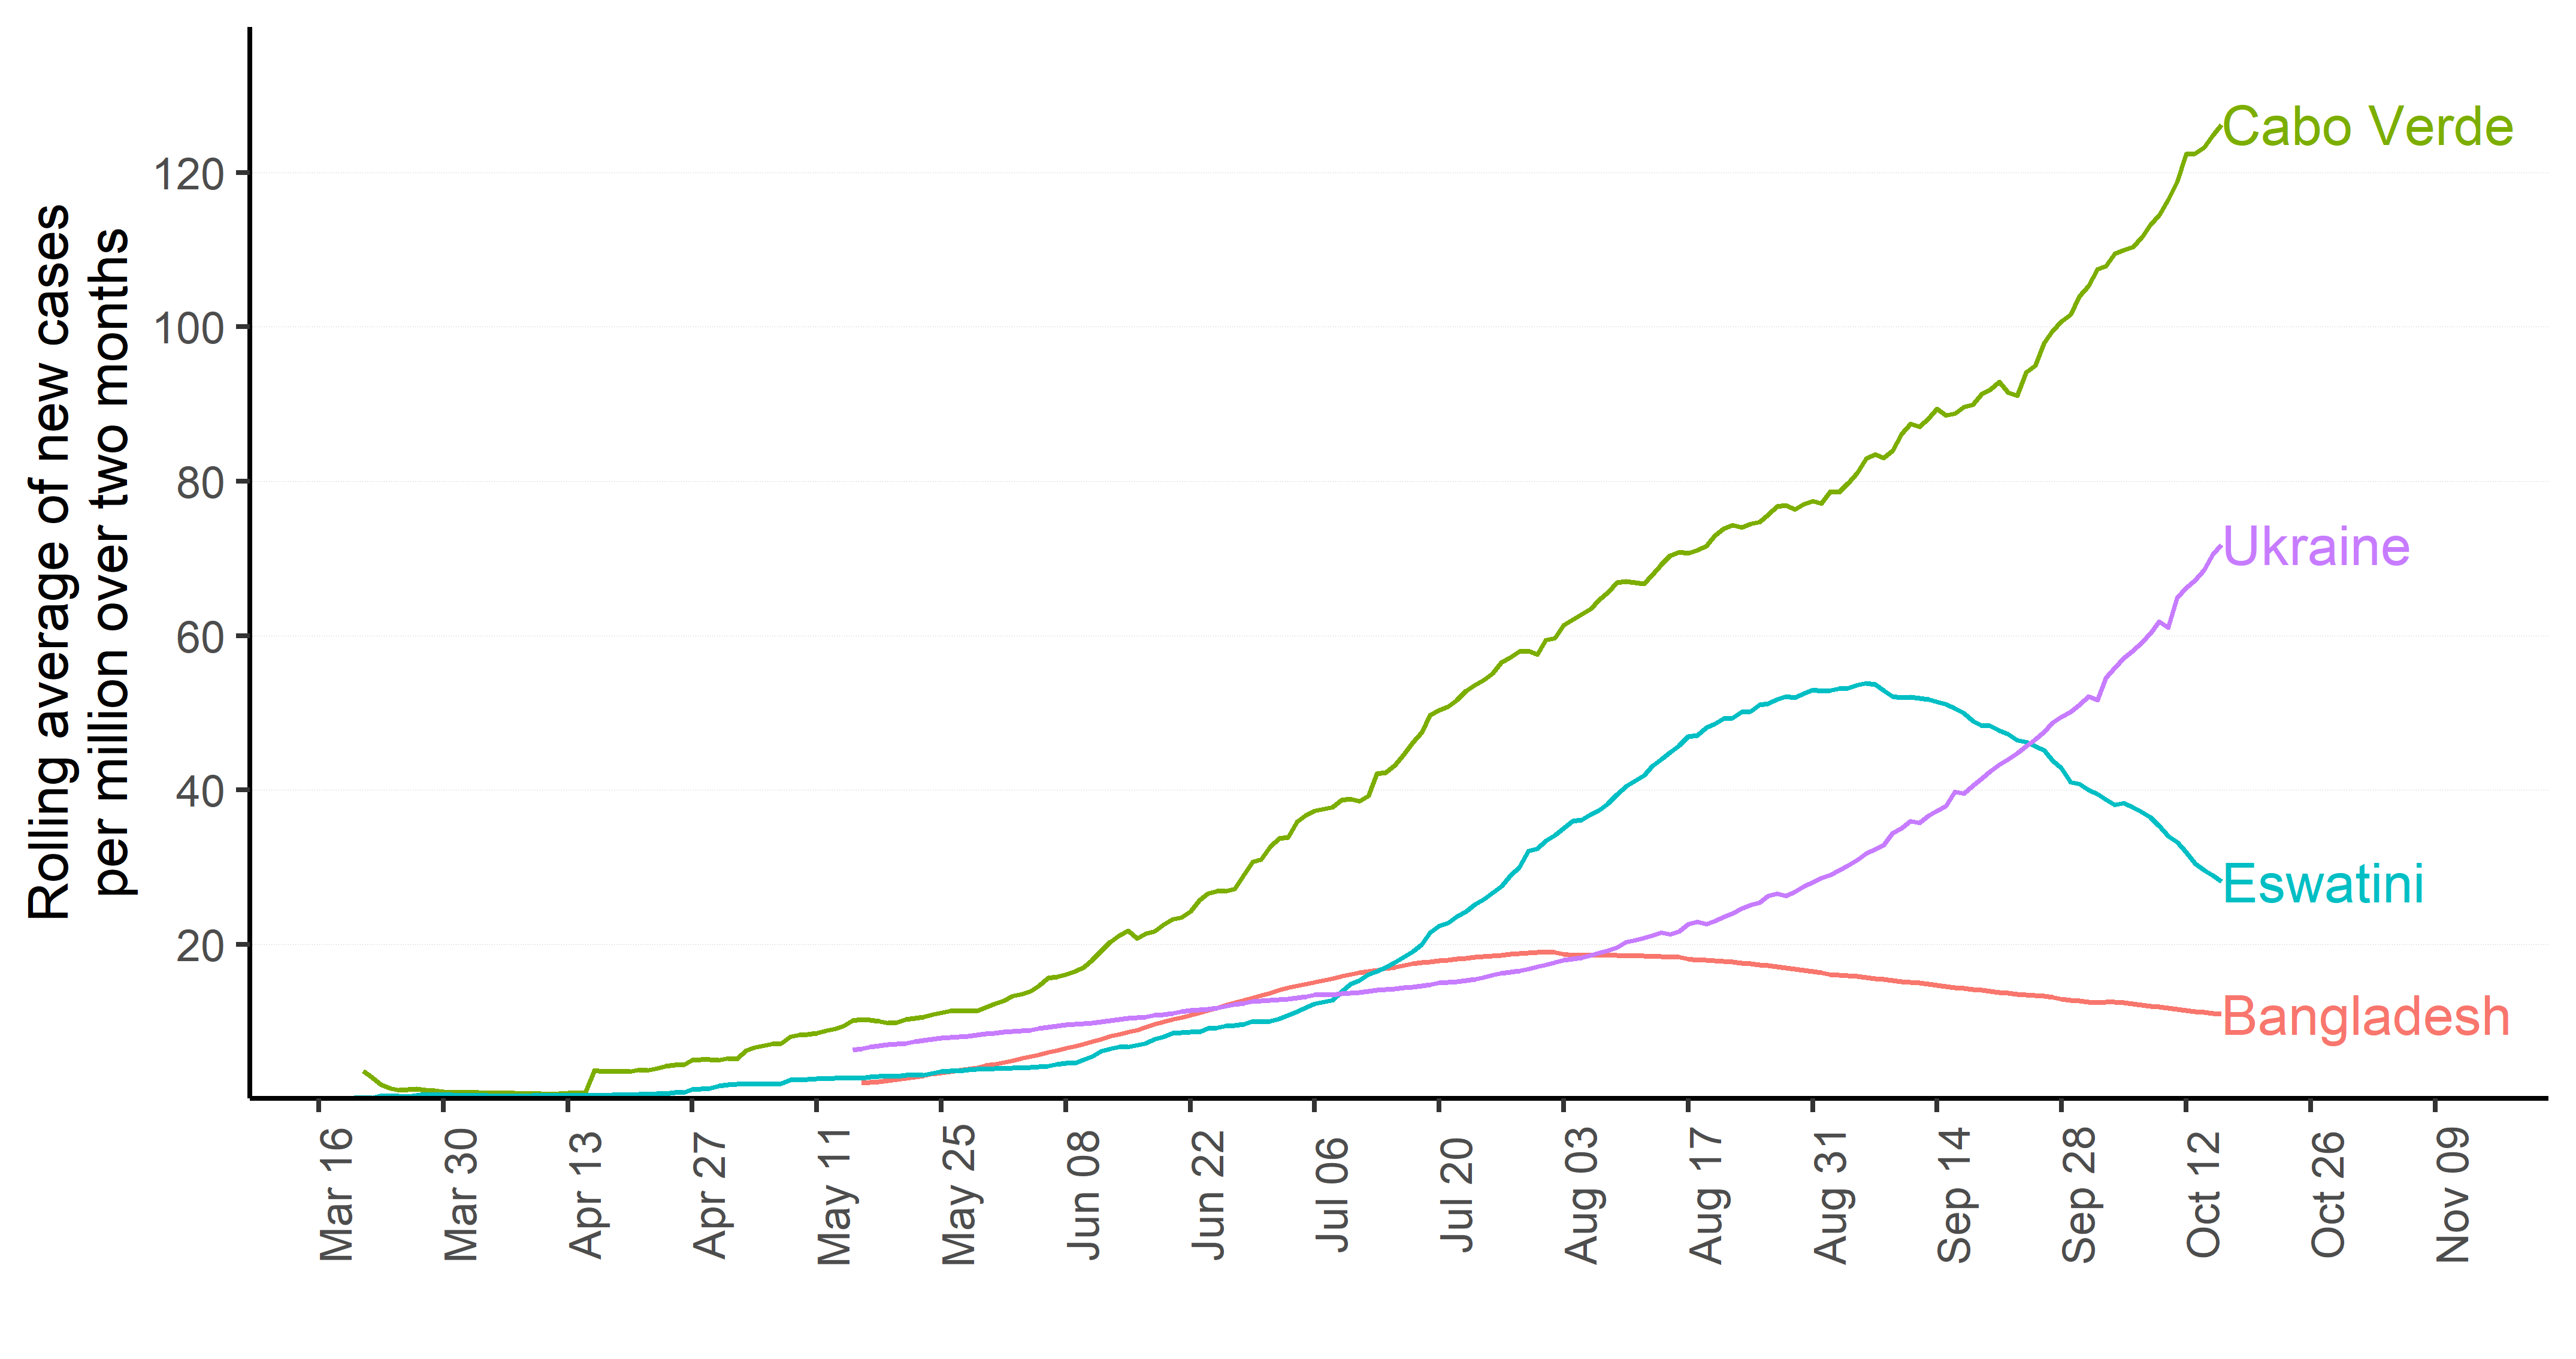 Rolling average of new cases
per million over two months
120
100
80
60
40
20
Cabo Verde
Ukraine
Eswatini
Bangladesh
Mar 16
Mar 30
Apr 13
Apr 27
May 11
May 25
Jun 08
Jun 22
Jul 06
Jul 20
Aug 03
Aug 17
Aug 31
Sep 14
Sep 28
Oct 12
Oct 26
Nov 09